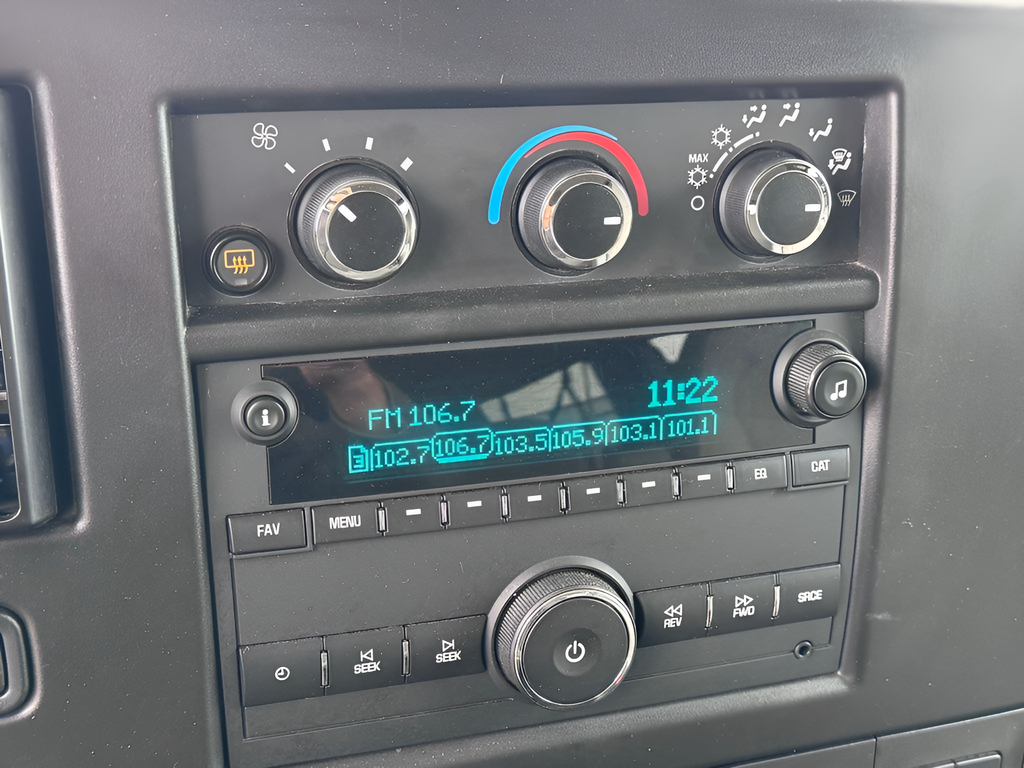 MAX
i
11:22
FM 106.7
102.7 106.7 103.5 105.9 103.1 101.1
FAV MENU EQ CAT
SEEK SEEK REV FWD SRCE